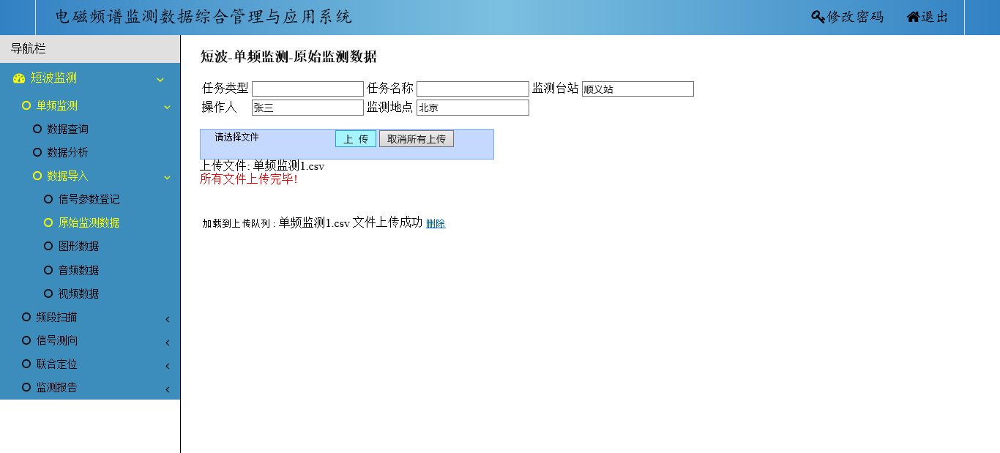 电磁频谱监测数据综合管理与应用系统 修改密码 退出
导航栏
短波监测
单频监测
数据查询
数据分析
数据导入
信号参数登记
原始监测数据
图形数据
音频数据
视频数据
频段扫描
信号测向
联合定位
监测报告
短波-单频监测-原始监测数据
任务类型 任务名称 监测台站 顺义站
操作人 张三 监测地点 北京
请选择文件 上 传 取消所有上传
上传文件: 单频监测1.csv
所有文件上传完毕!
加载到上传队列 : 单频监测1.csv 文件上传成功 删除